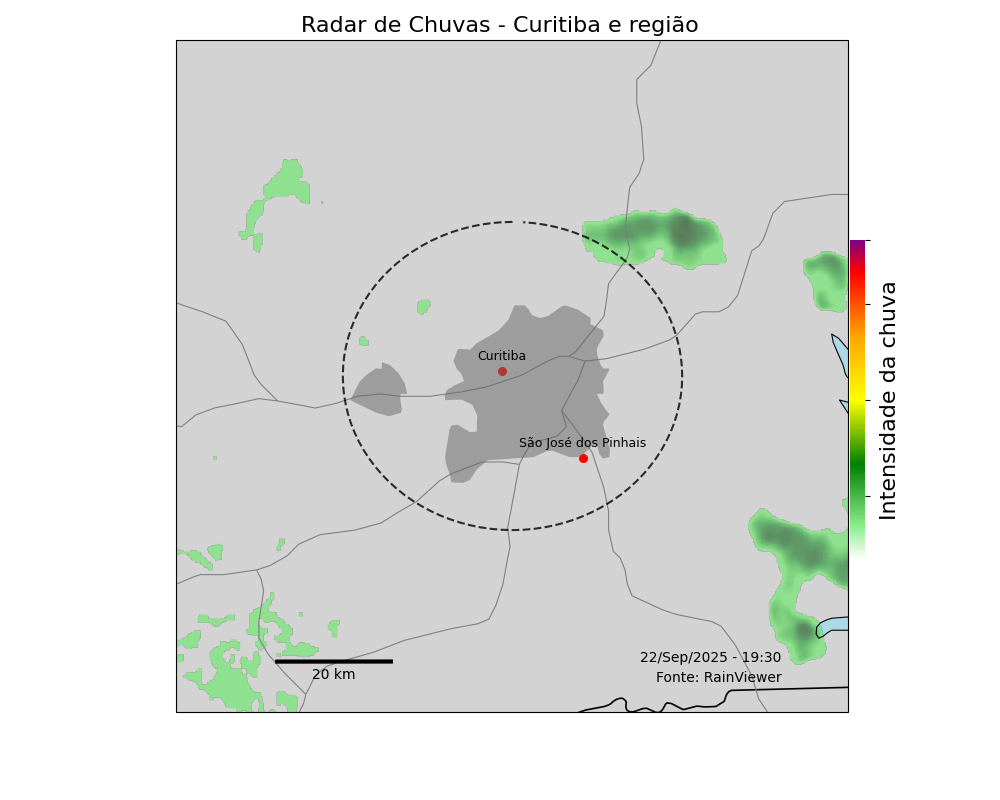 Radar de Chuvas - Curitiba e região
Curitiba
São José dos Pinhais
Intensidade da chuva
22/Sep/2025 - 19:30
20 km
Fonte: RainViewer